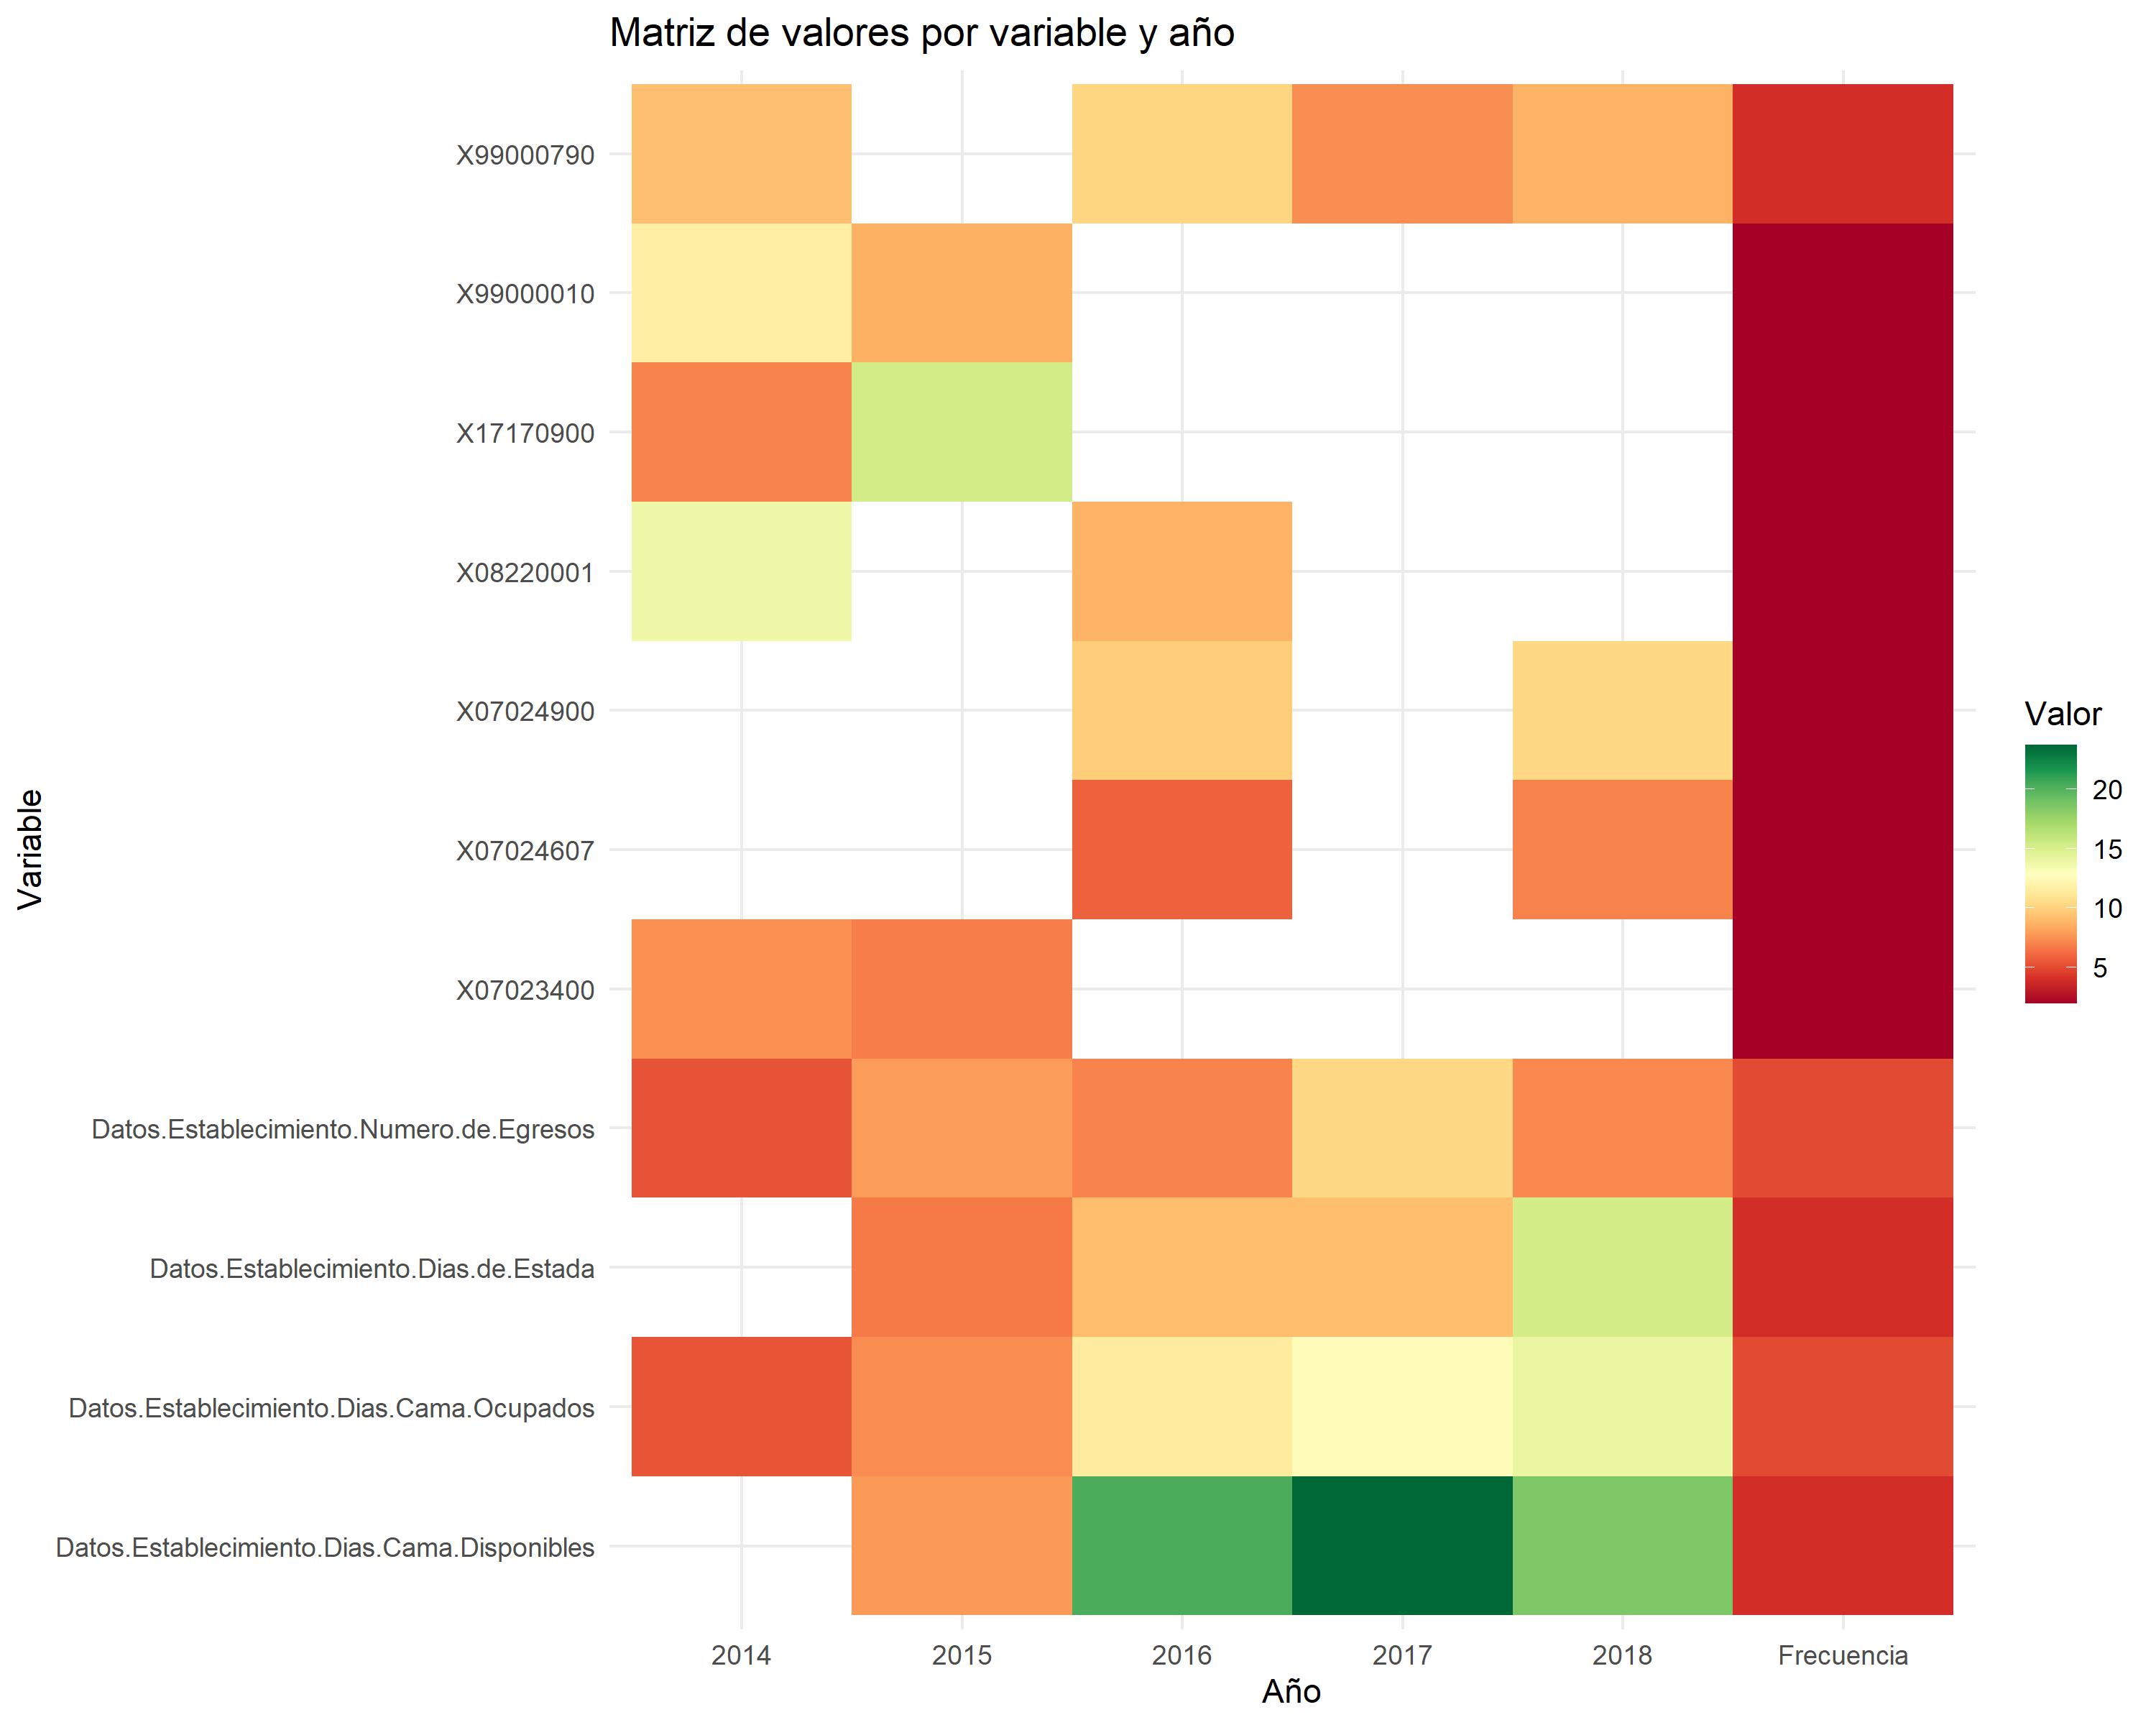 Matriz de valores por variable y año
X99000790
X99000010
X17170900
X08220001
X07024900
X07024607
X07023400
Datos.Establecimiento.Numero.de.Egresos
Datos.Establecimiento.Dias.de.Estada
Datos.Establecimiento.Dias.Cama.Ocupados
Datos.Establecimiento.Dias.Cama.Disponibles
Variable
2014 2015 2016 2017 2018 Frecuencia
Año
Valor
20
15
10
5